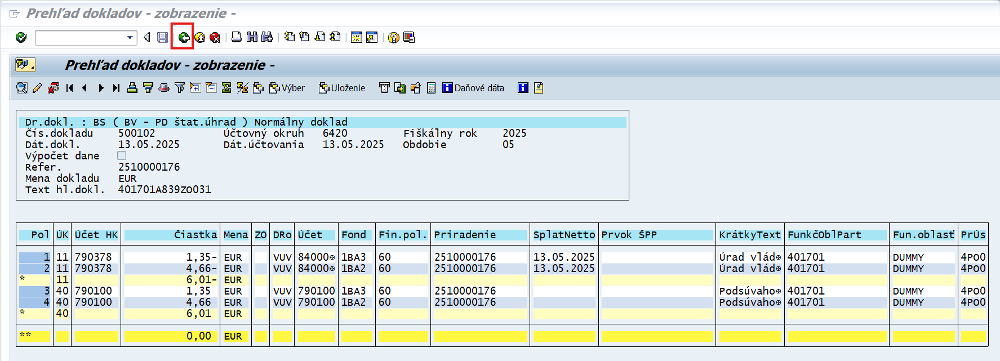 Prehľad dokladov - zobrazenie -
Prehľad dokladov - zobrazenie -
Výber Uloženie Daňové dáta
Dr.dokl. : BS ( BV - PD štat.úhrad ) Normálny doklad
Čís.dokladu 500102 Účtovný okruh 6420 Fiškálny rok 2025
Dát.dokl. 13.05.2025 Dát.účtovania 13.05.2025 Obdobie 05
Výpočet dane
Refer. 2510000176
Mena dokladu EUR
Text hl.dokl. 401701A839ZO031
Pol ÚK Účet HK Čiastka Mena ZO DRo Účet Fond Fin.pol. Priradenie SplatNetto Prvok ŠPP KrátkyText FunkčOblPart Fun.oblasť PrÚs
1 11 790378 1,35- EUR VUV 84000 1BA3 60 2510000176 13.05.2025 Úrad vlád 401701 DUMMY 4PO0
2 11 790378 4,66- EUR VUV 84000 1BA2 60 2510000176 13.05.2025 Úrad vlád 401701 DUMMY 4PO0
* 11 6,01- EUR
3 40 790100 1,35 EUR VUV 790100 1BA3 60 2510000176 Podsúvaho 401701 DUMMY 4PO0
4 40 790100 4,66 EUR VUV 790100 1BA2 60 2510000176 Podsúvaho 401701 DUMMY 4PO0
* 40 6,01 EUR
** 0,00 EUR